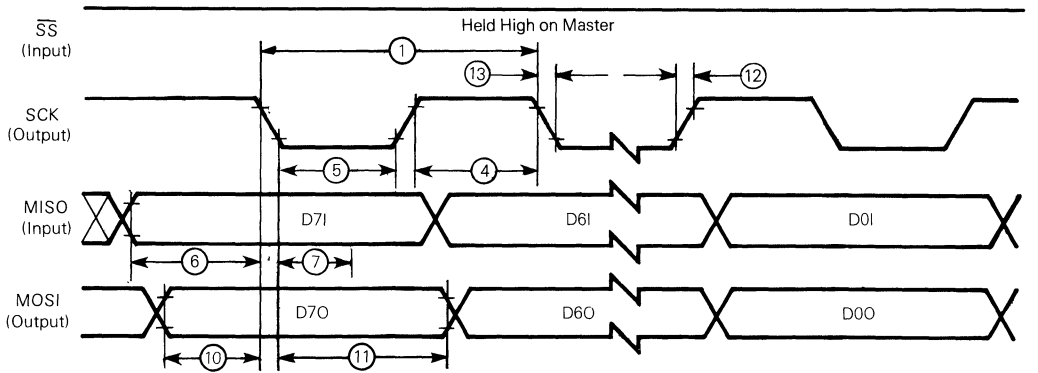 SS
(Input)
Held High on Master
1
13
12
SCK
(Output)
5
4
MISO
(Input)
D7I
D6I
D0I
6
7
MOSI
(Output)
D7O
D6O
D0O
10
11